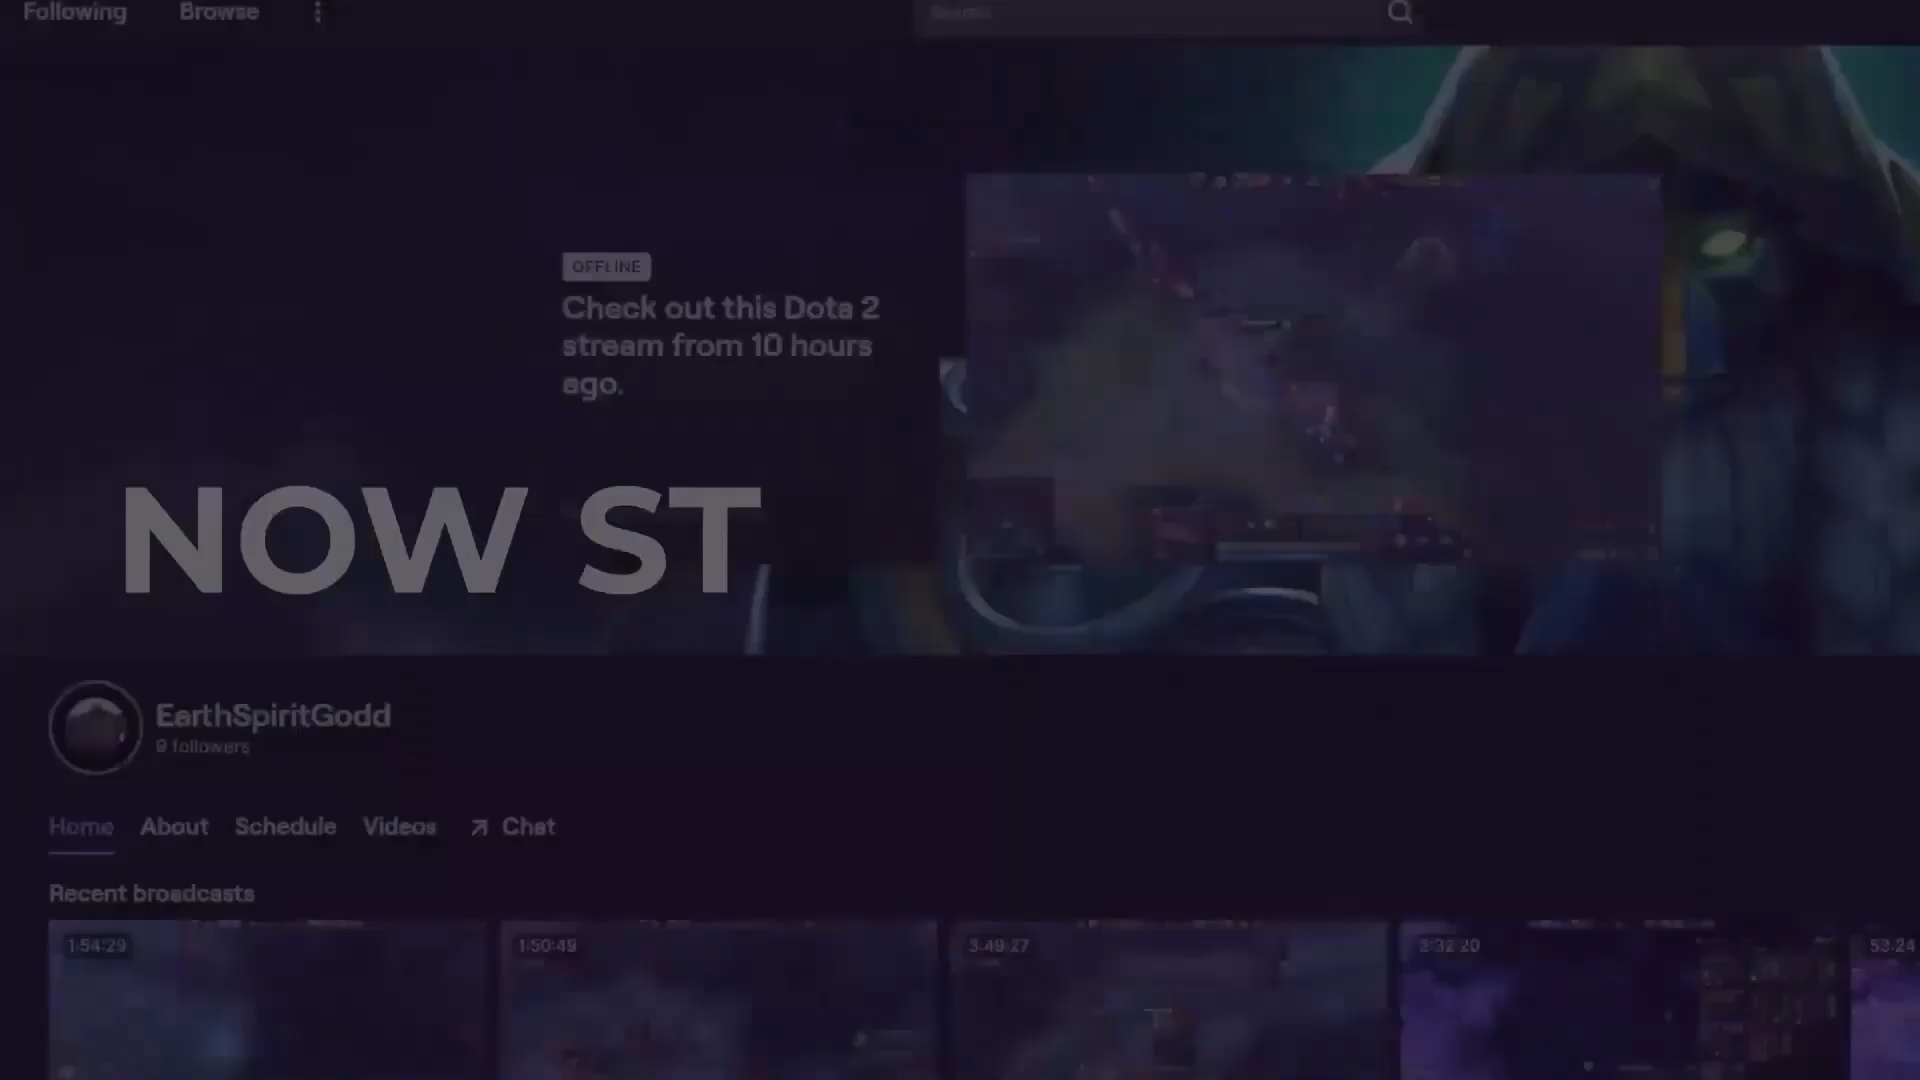 Following Browse
Search
OFFLINE
Check out this Dota 2
stream from 10 hours
ago.
NOW ST
EarthSpiritGodd
9 followers
Home About Schedule Videos Chat
Recent broadcasts
1:54:29 1:50:49 3:49:27 2:32:20 53:24